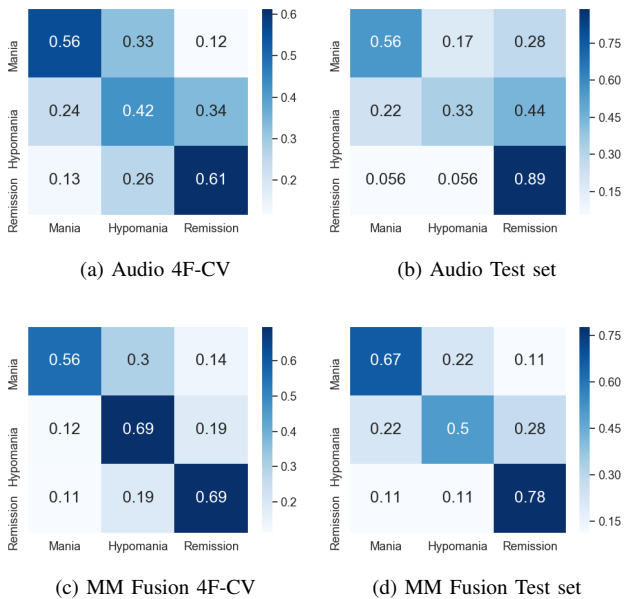 Mania
Hypomania
Remission
0.56 0.33 0.12
0.24 0.42 0.34
0.13 0.26 0.61
Mania Hypomania Remission
0.6
0.5
0.4
0.3
0.2
(a) Audio 4F-CV
Mania
Hypomania
Remission
0.56 0.17 0.28
0.22 0.33 0.44
0.056 0.056 0.89
Mania Hypomania Remission
0.75
0.60
0.45
0.30
0.15
(b) Audio Test set
Mania
Hypomania
Remission
0.56 0.3 0.14
0.12 0.69 0.19
0.11 0.19 0.69
Mania Hypomania Remission
0.6
0.5
0.4
0.3
0.2
(c) MM Fusion 4F-CV
Mania
Hypomania
Remission
0.67 0.22 0.11
0.22 0.5 0.28
0.11 0.11 0.78
Mania Hypomania Remission
0.75
0.60
0.45
0.30
0.15
(d) MM Fusion Test set